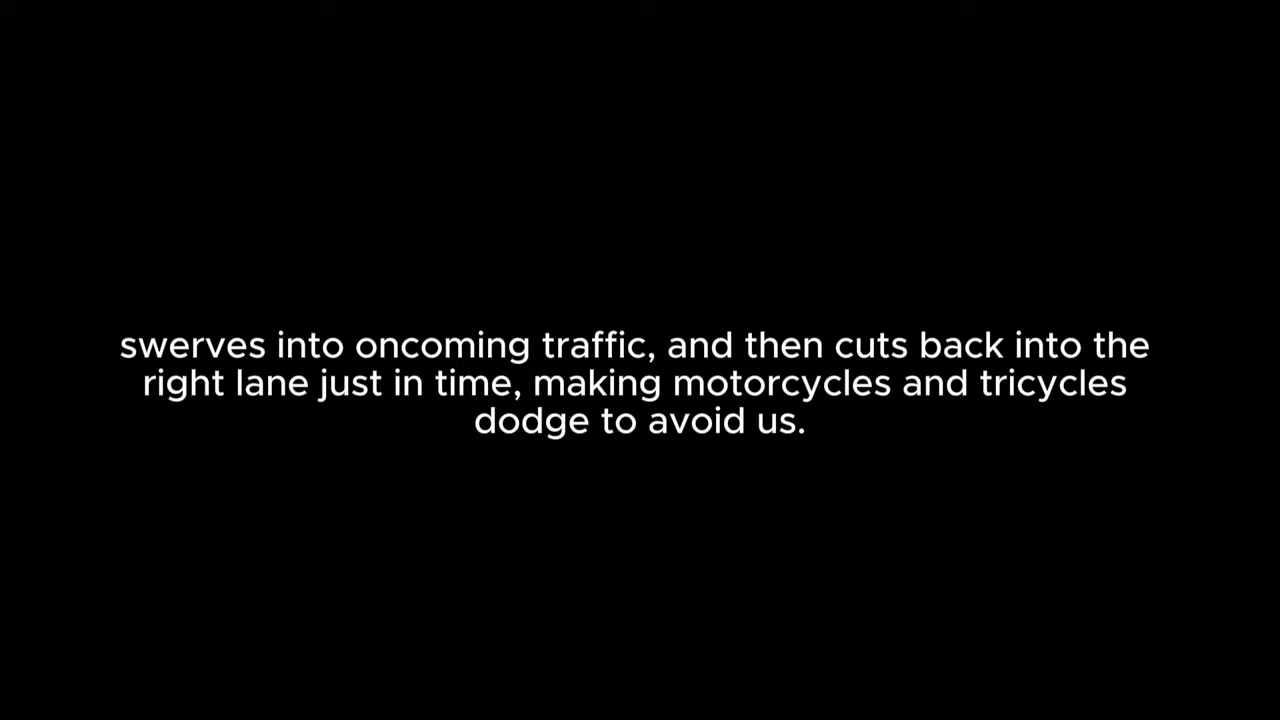 swerves into oncoming traffic, and then cuts back into the
right lane just in time, making motorcycles and tricycles
dodge to avoid us.